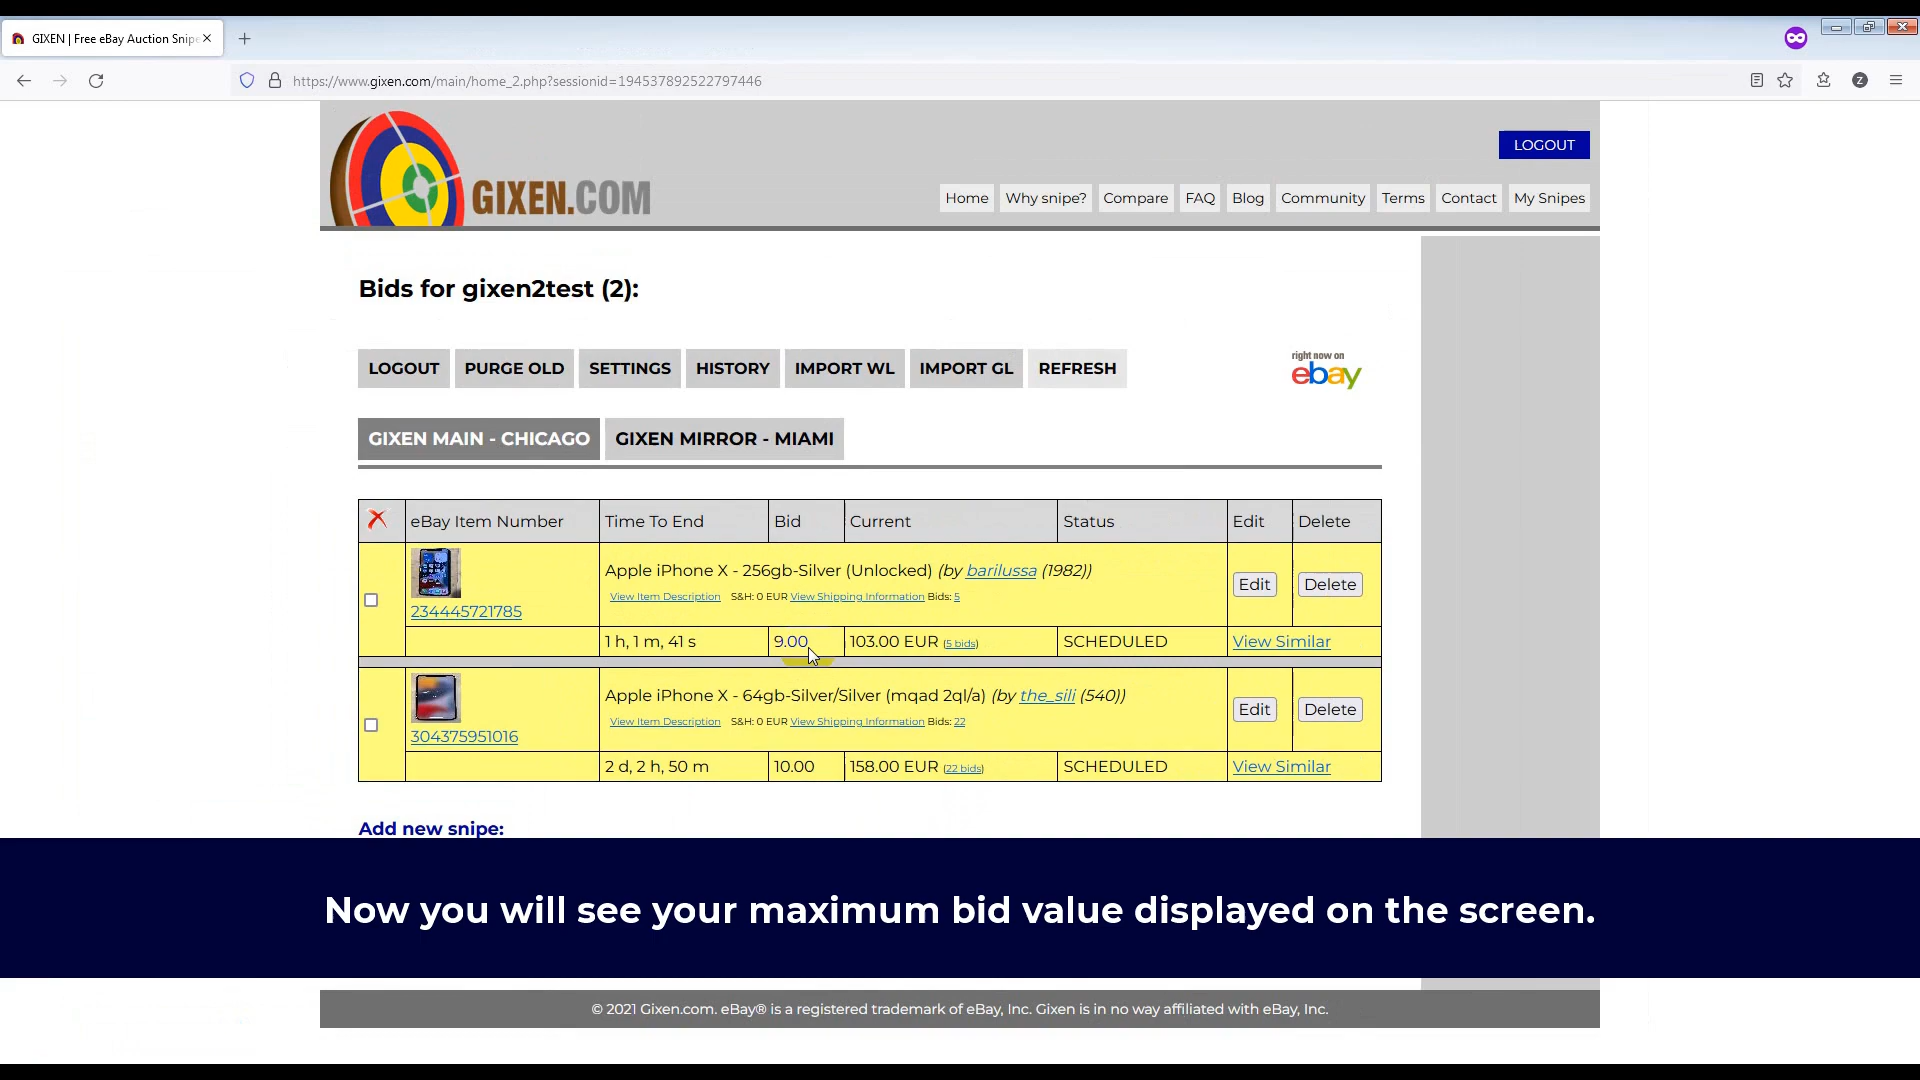 GIXEN | Free eBay Auction Snipe
https://www.gixen.com/main/home_2.php?sessionid=194537892522797446
Z
LOGOUT
GIXEN.COM
Home Why snipe? Compare FAQ Blog Community Terms Contact My Snipes
Bids for gixen2test (2):
LOGOUT PURGE OLD SETTINGS HISTORY IMPORT WL IMPORT GL REFRESH
right now on
ebay
GIXEN MAIN - CHICAGO GIXEN MIRROR - MIAMI
eBay Item Number Time To End Bid Current Status Edit Delete
Apple iPhone X - 256gb-Silver (Unlocked) (by barilussa (1982))
Edit Delete
View Item Description S&H: 0 EUR View Shipping Information Bids: 5
234445721785
1 h, 1 m, 41 s 9.00 103.00 EUR (5 bids) SCHEDULED View Similar
Apple iPhone X - 64gb-Silver/Silver (mqad 2ql/a) (by the_sili (540))
Edit Delete
View Item Description S&H: 0 EUR View Shipping Information Bids: 22
304375951016
2 d, 2 h, 50 m 10.00 158.00 EUR (22 bids) SCHEDULED View Similar
Add new snipe:
Now you will see your maximum bid value displayed on the screen.
© 2021 Gixen.com. eBay® is a registered trademark of eBay, Inc. Gixen is in no way affiliated with eBay, Inc.